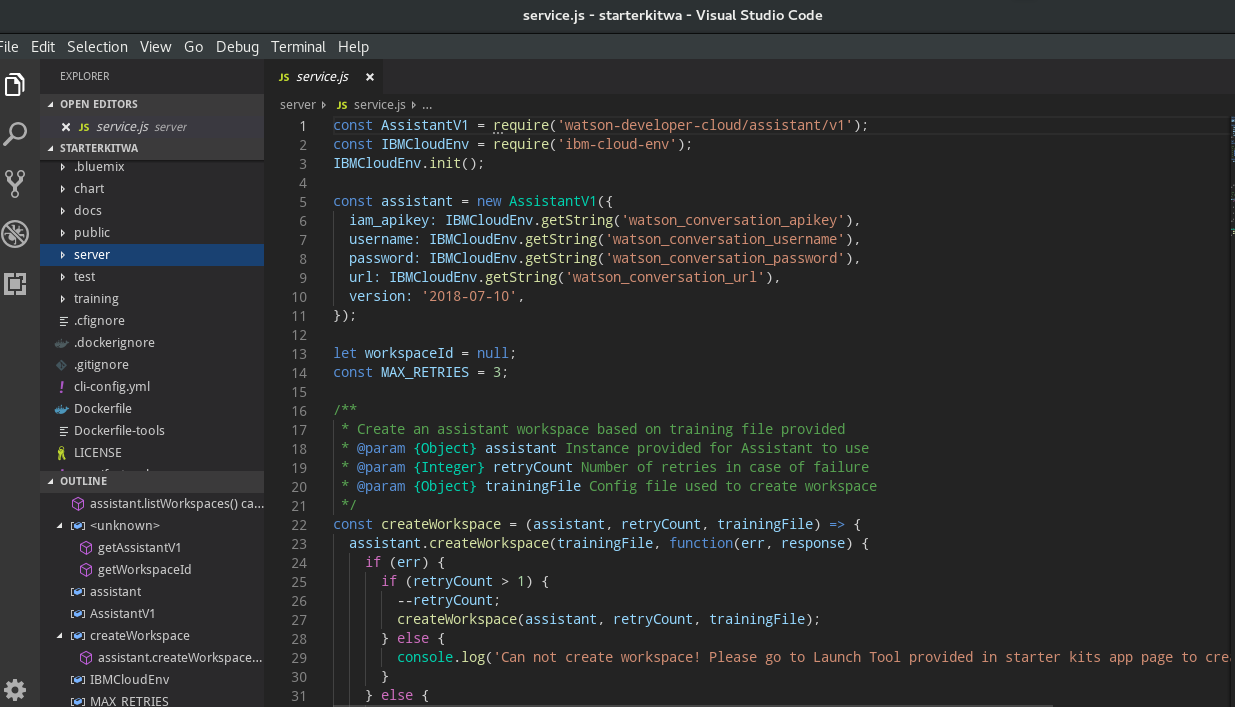 service.js - starterkitwa - Visual Studio Code
File Edit Selection View Go Debug Terminal Help
EXPLORER
OPEN EDITORS
JS service.js server
STARTERKITWA
.bluemix
chart
docs
public
server
test
training
.cfignore
.dockerignore
.gitignore
! cli-config.yml
Dockerfile
Dockerfile-tools
LICENSE
OUTLINE
assistant.listWorkspaces() ca...
<unknown>
getAssistantV1
getWorkspaceId
assistant
AssistantV1
createWorkspace
assistant.createWorkspace...
IBMCloudEnv
MAX_RETRIES
JS service.js
server JS service.js ...
1 const AssistantV1 = require('watson-developer-cloud/assistant/v1');
2 const IBMCloudEnv = require('ibm-cloud-env');
3 IBMCloudEnv.init();
4
5 const assistant = new AssistantV1({
6 iam_apikey: IBMCloudEnv.getString('watson_conversation_apikey'),
7 username: IBMCloudEnv.getString('watson_conversation_username'),
8 password: IBMCloudEnv.getString('watson_conversation_password'),
9 url: IBMCloudEnv.getString('watson_conversation_url'),
10 version: '2018-07-10',
11 });
12
13 let workspaceId = null;
14 const MAX_RETRIES = 3;
15
16 /**
17 * Create an assistant workspace based on training file provided
18 * @param {Object} assistant Instance provided for Assistant to use
19 * @param {Integer} retryCount Number of retries in case of failure
20 * @param {Object} trainingFile Config file used to create workspace
21 */
22 const createWorkspace = (assistant, retryCount, trainingFile) => {
23 assistant.createWorkspace(trainingFile, function(err, response) {
24 if (err) {
25 if (retryCount > 1) {
26 --retryCount;
27 createWorkspace(assistant, retryCount, trainingFile);
28 } else {
29 console.log('Can not create workspace! Please go to Launch Tool provided in starter kits app page to cre
30 }
31 } else {